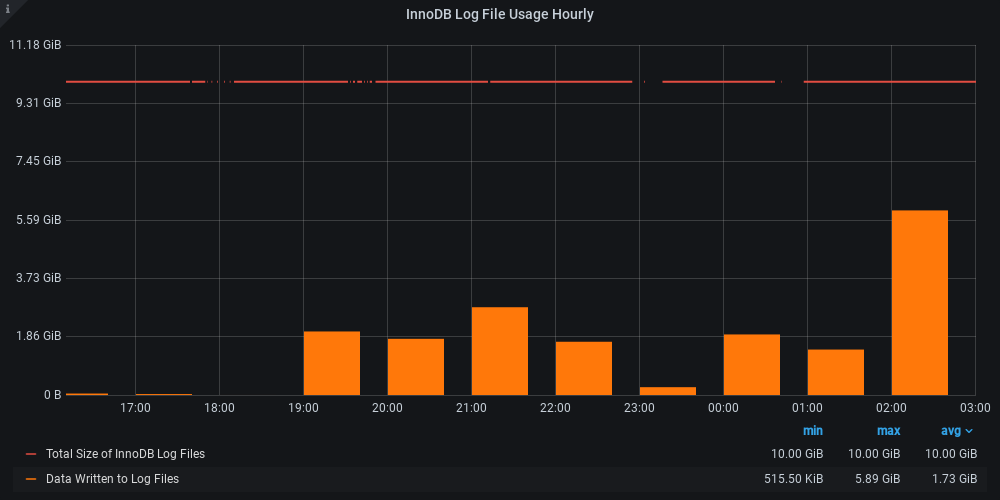 i
InnoDB Log File Usage Hourly
11.18 GiB
9.31 GiB
7.45 GiB
5.59 GiB
3.73 GiB
1.86 GiB
0 B
17:00 18:00 19:00 20:00 21:00 22:00 23:00 00:00 01:00 02:00 03:00
min max avg
Total Size of InnoDB Log Files 10.00 GiB 10.00 GiB 10.00 GiB
Data Written to Log Files 515.50 KiB 5.89 GiB 1.73 GiB